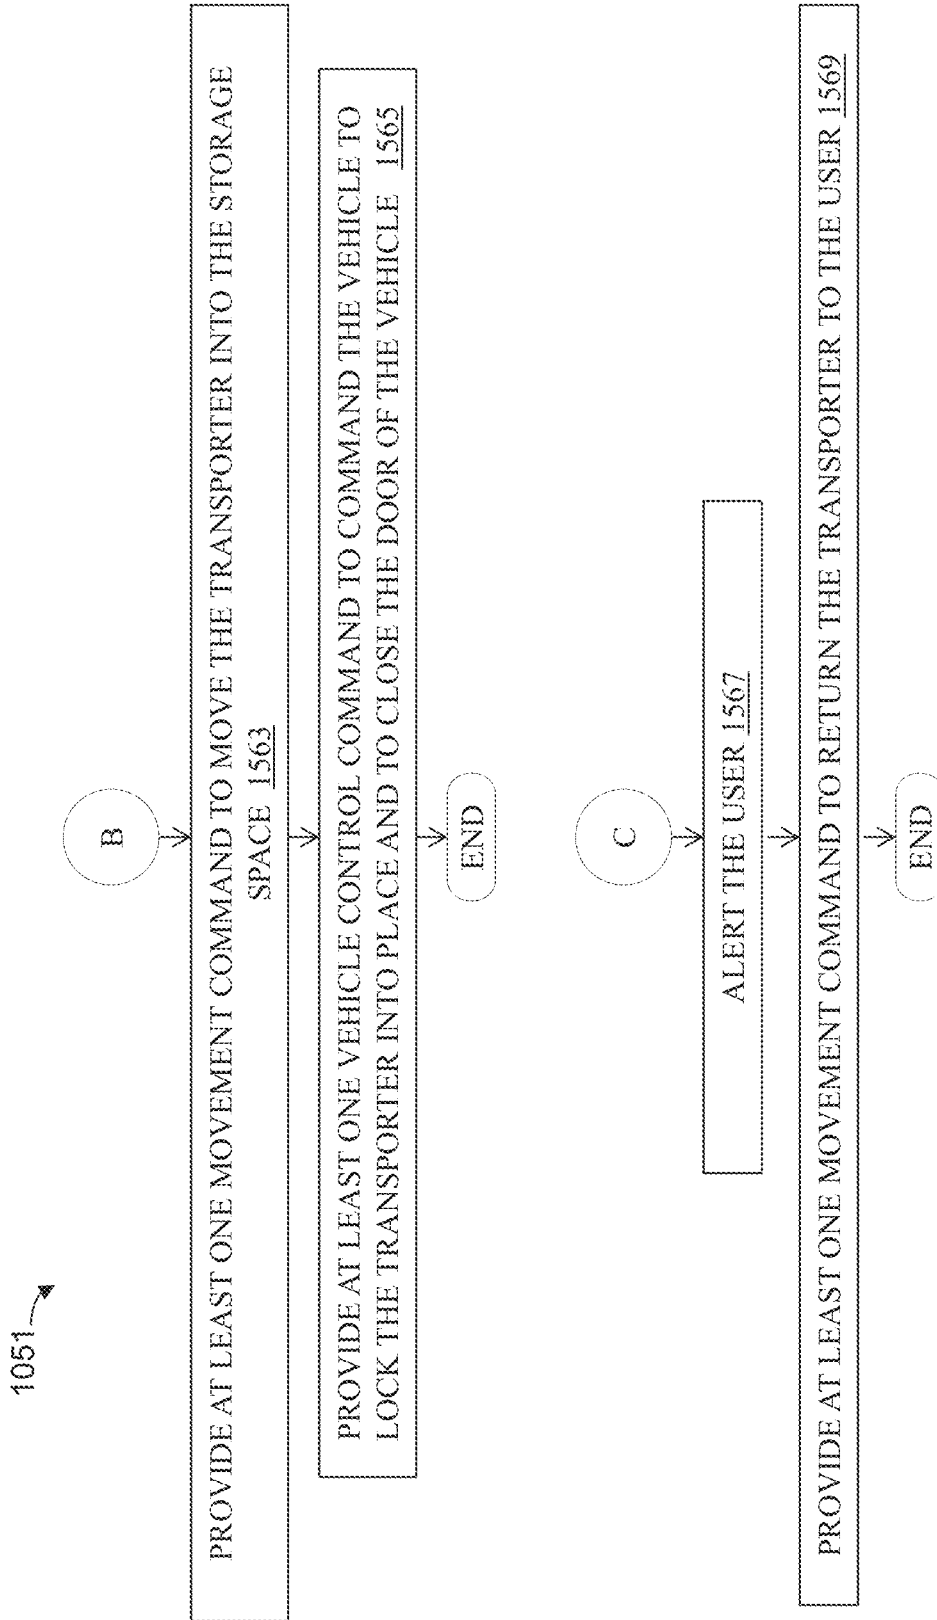 1051
B
PROVIDE AT LEAST ONE MOVEMENT COMMAND TO MOVE THE TRANSPORTER INTO THE STORAGE
SPACE 1563
PROVIDE AT LEAST ONE VEHICLE CONTROL COMMAND TO COMMAND THE VEHICLE TO
LOCK THE TRANSPORTER INTO PLACE AND TO CLOSE THE DOOR OF THE VEHICLE 1565
END
C
ALERT THE USER 1567
PROVIDE AT LEAST ONE MOVEMENT COMMAND TO RETURN THE TRANSPORTER TO THE USER 1569
END